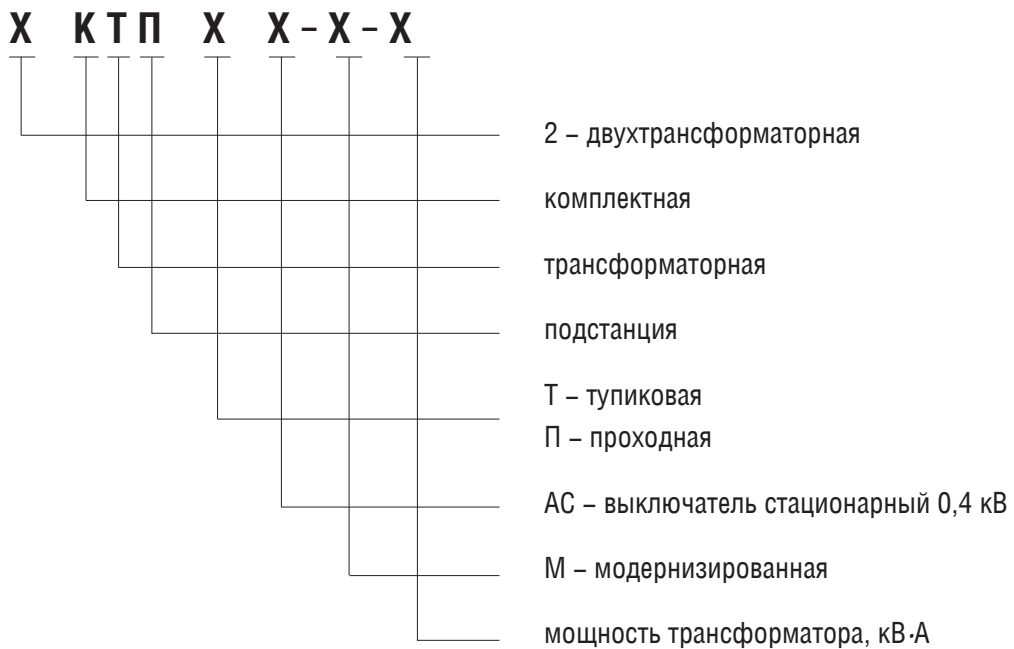 Х КТП Х Х – Х – Х
2 – двухтрансформаторная
комплектная
трансформаторная
подстанция
Т – тупиковая
П – проходная
АС – выключатель стационарный 0,4 кВ
М – модернизированная
мощность трансформатора, кВ·А